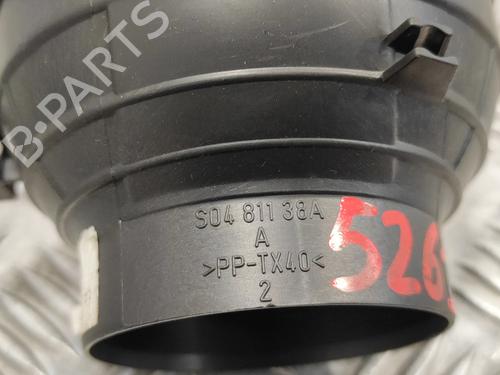 B-PARTS
S04 811 38A
A
>PP-TX40<
2
526